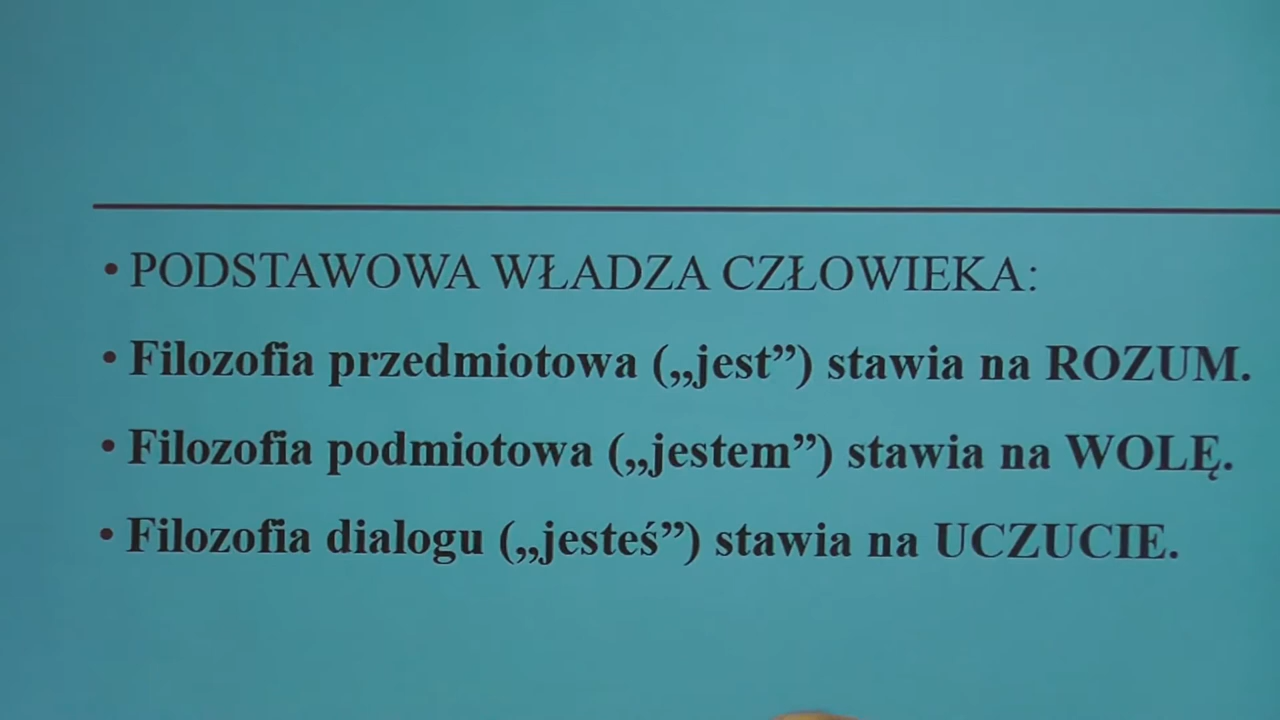 • PODSTAWOWA WŁADZA CZŁOWIEKA:
• Filozofia przedmiotowa („jest”) stawia na ROZUM.
• Filozofia podmiotowa („jestem”) stawia na WOLĘ.
• Filozofia dialogu („jesteś”) stawia na UCZUCIE.